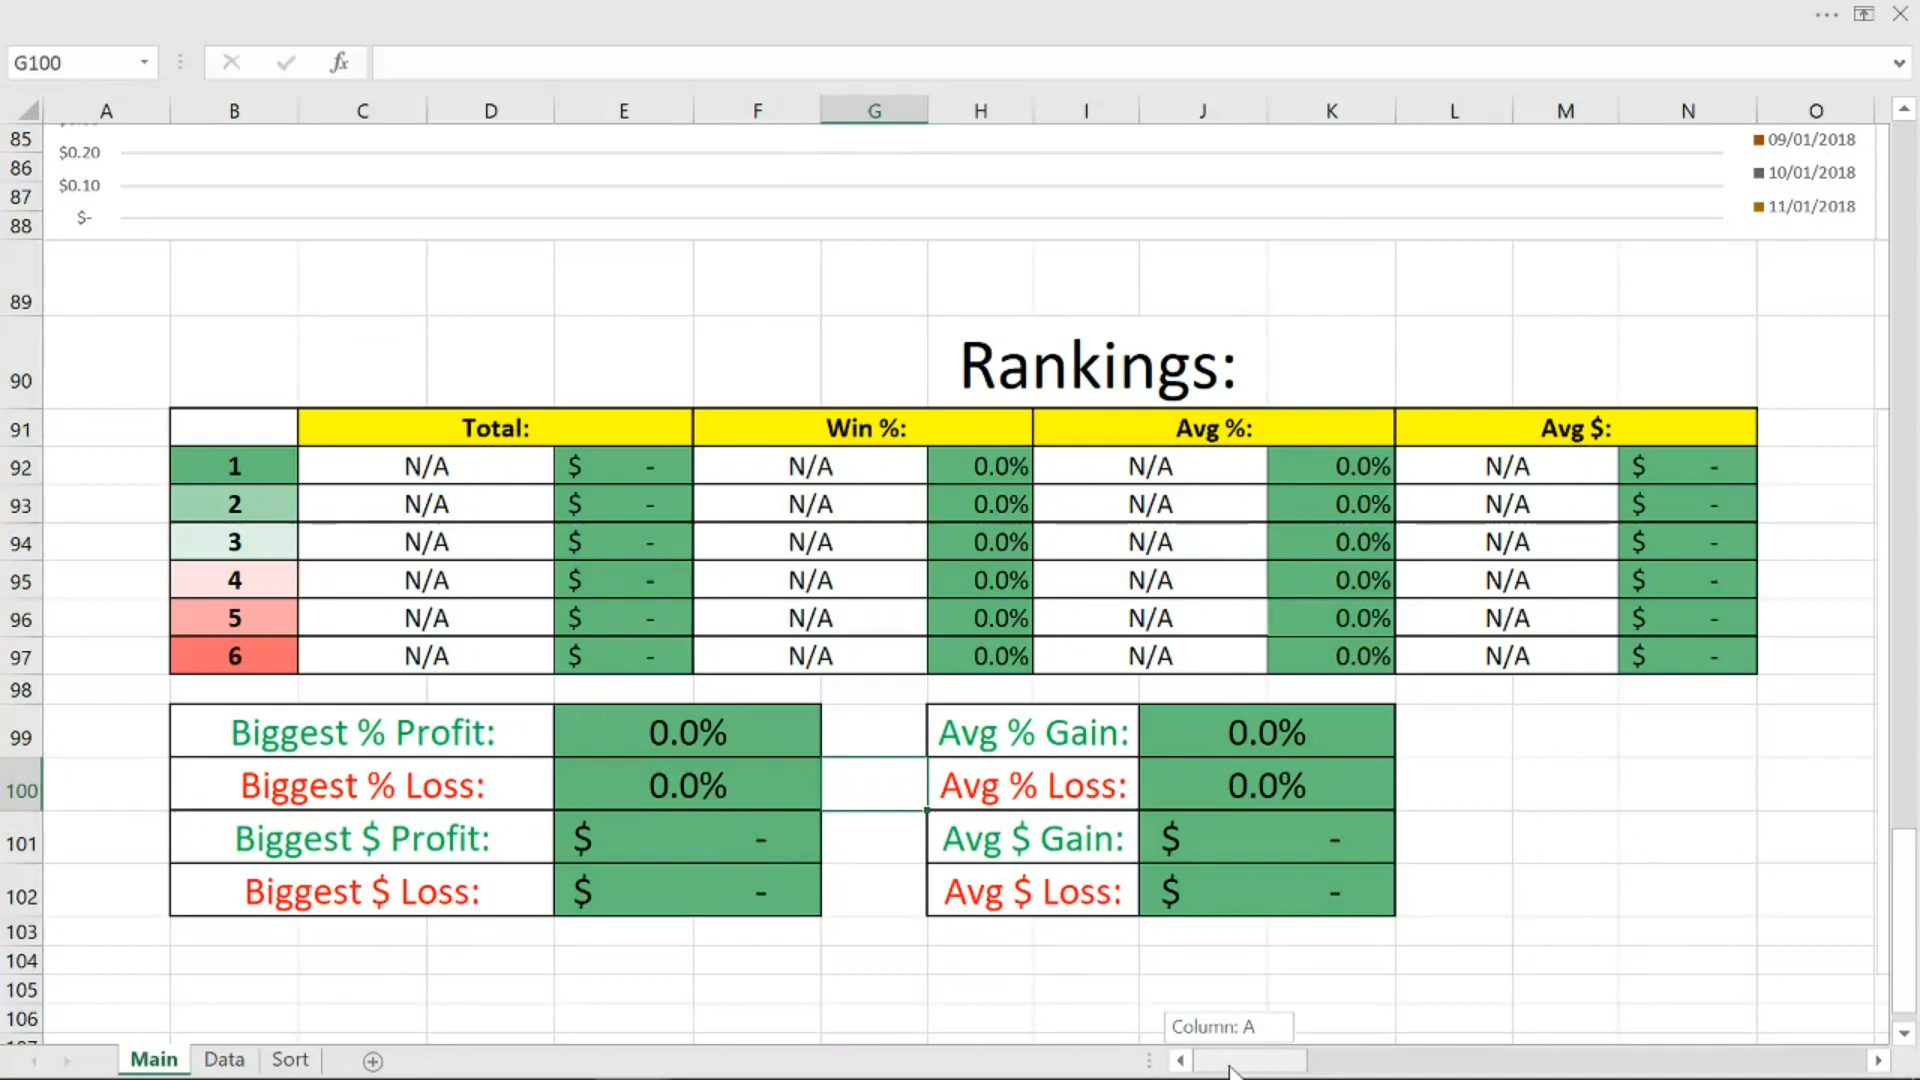 G100
fx
A B C D E F G H I J K L M N O
85 09/01/2018
$0.20
86 10/01/2018
$0.10
87
$- 11/01/2018
88
89
90 Rankings:
91 Total: Win %: Avg %: Avg $:
92 1 N/A $ - N/A 0.0% N/A 0.0% N/A $ -
93 2 N/A $ - N/A 0.0% N/A 0.0% N/A $ -
94 3 N/A $ - N/A 0.0% N/A 0.0% N/A $ -
95 4 N/A $ - N/A 0.0% N/A 0.0% N/A $ -
96 5 N/A $ - N/A 0.0% N/A 0.0% N/A $ -
97 6 N/A $ - N/A 0.0% N/A 0.0% N/A $ -
98
99 Biggest % Profit: 0.0% Avg % Gain: 0.0%
100 Biggest % Loss: 0.0% Avg % Loss: 0.0%
101 Biggest $ Profit: $ - Avg $ Gain: $ -
102 Biggest $ Loss: $ - Avg $ Loss: $ -
103
104
105
106
Column: A
Main Data Sort